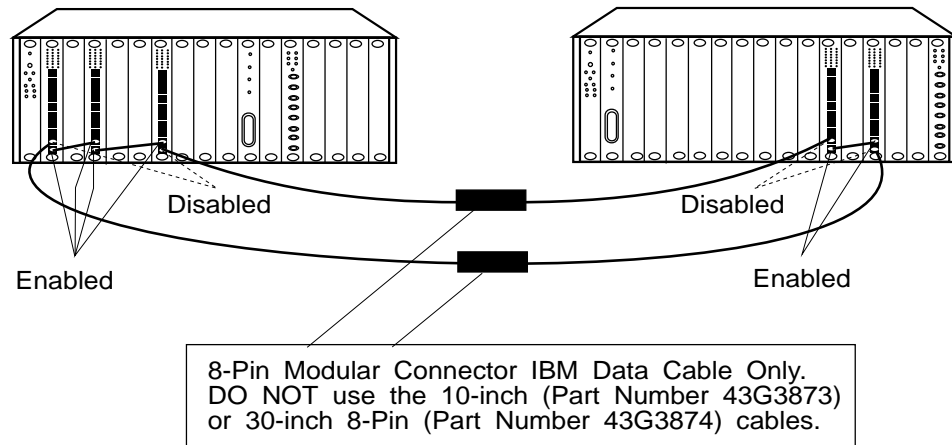 Disabled
Disabled
Enabled
Enabled
8-Pin Modular Connector IBM Data Cable Only.
DO NOT use the 10-inch (Part Number 43G3873)
or 30-inch 8-Pin (Part Number 43G3874) cables.